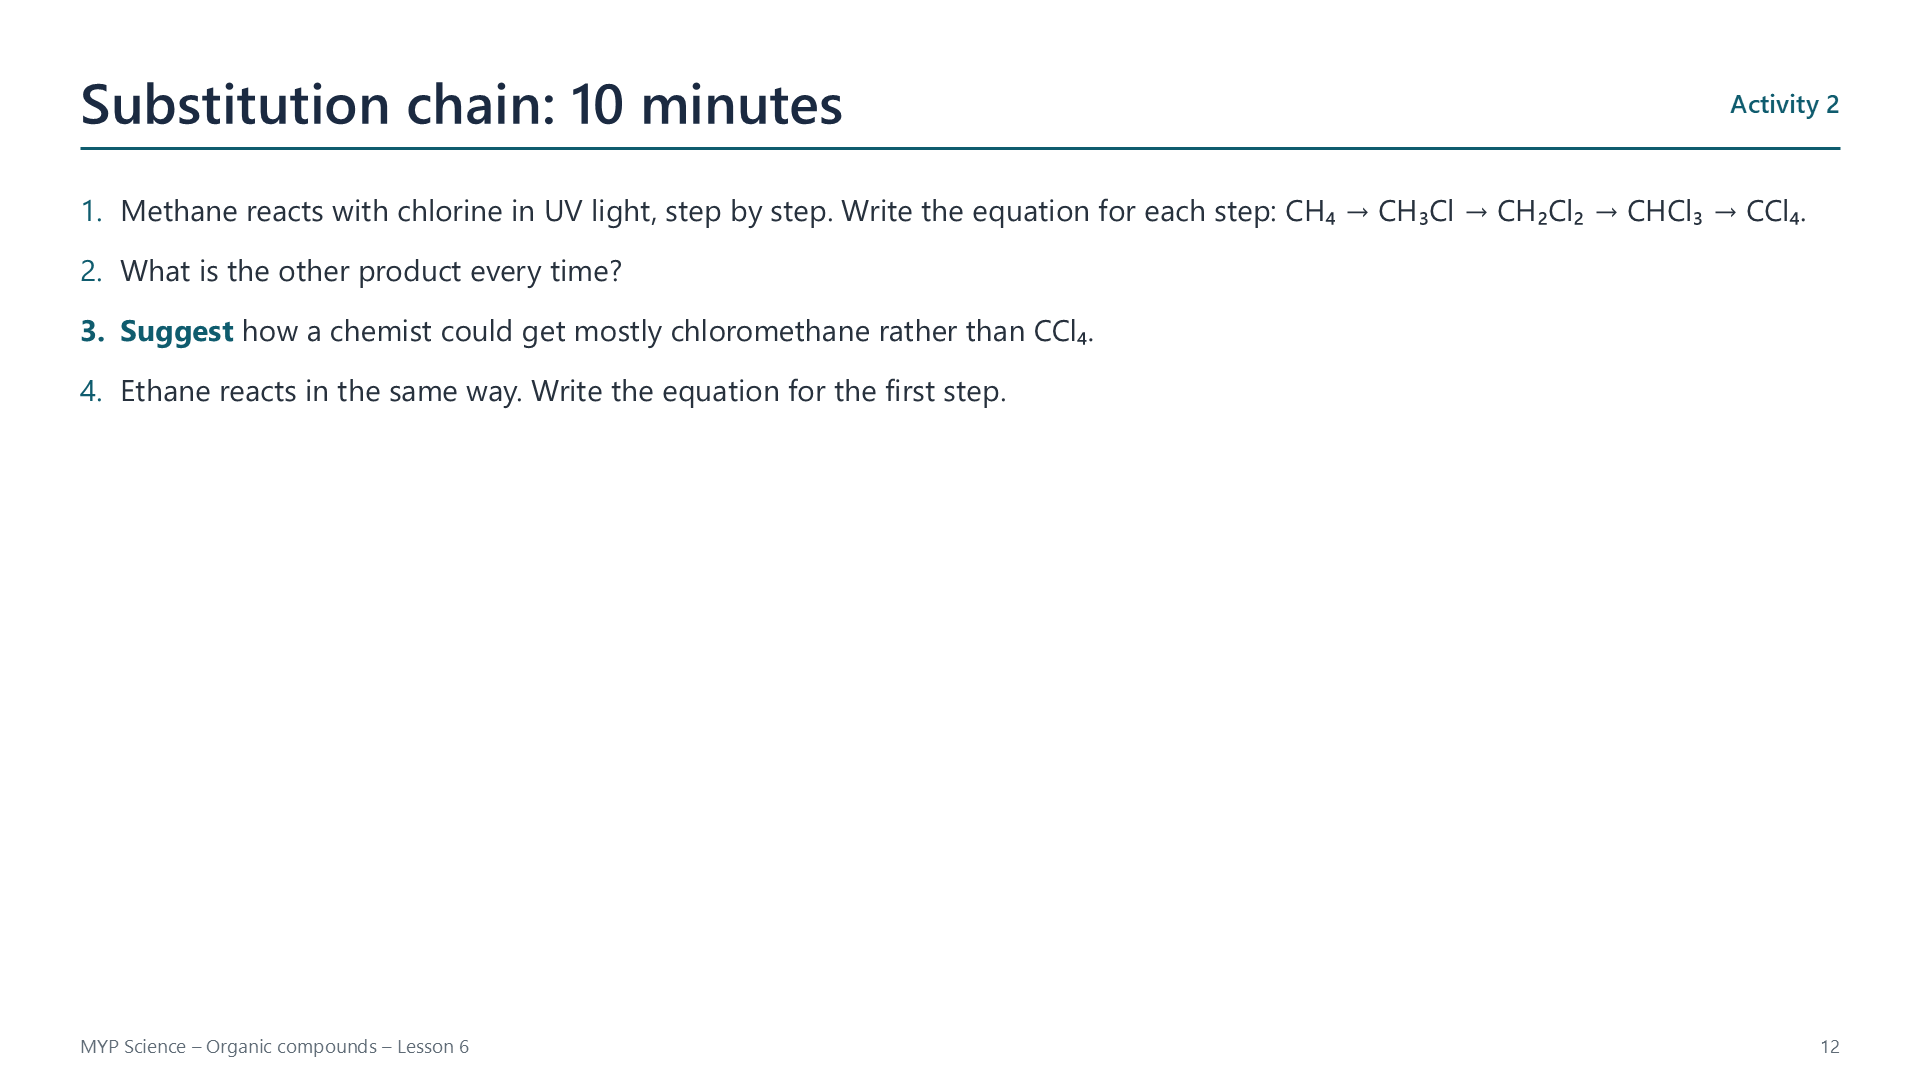 Substitution chain: 10 minutes
Activity 2
1. Methane reacts with chlorine in UV light, step by step. Write the equation for each step: CH₄ → CH₃Cl → CH₂Cl₂ → CHCl₃ → CCl₄.
2. What is the other product every time?
3. Suggest how a chemist could get mostly chloromethane rather than CCl₄.
4. Ethane reacts in the same way. Write the equation for the first step.
MYP Science – Organic compounds – Lesson 6
12